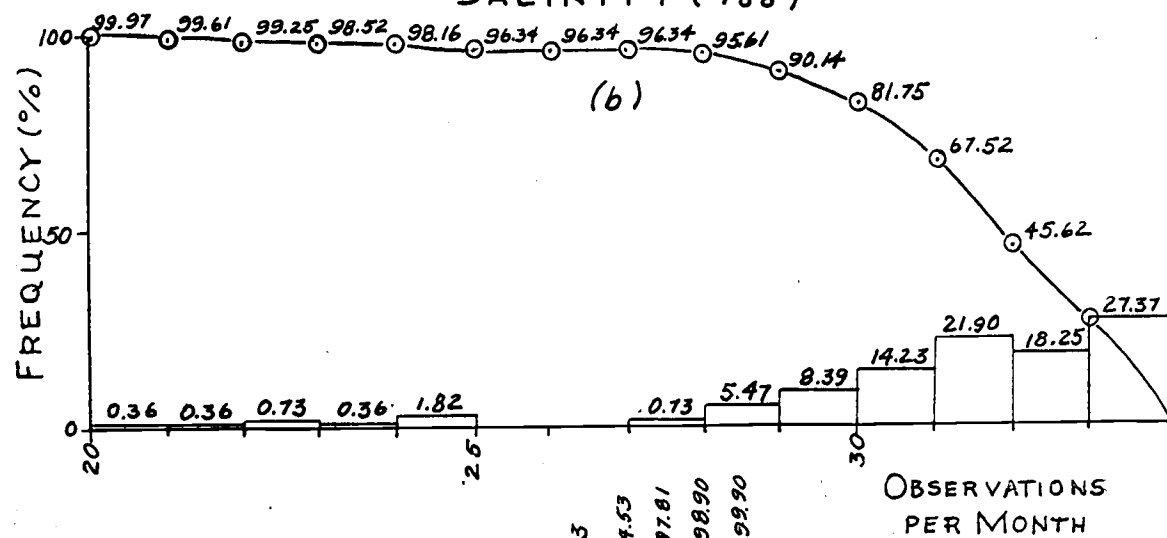 100 99.97 99.61 99.25 98.52 98.16 96.34 96.34 96.34 95.61
90.14
(b)
81.75
67.52
FREQUENCY (%)
50
45.62
27.37
21.90
18.25
14.23
8.39
5.47
0.36 0.36 0.73 0.36 1.82 0.73
0
20 25 30
OBSERVATIONS
PER MONTH
97.81
98.90
99.90